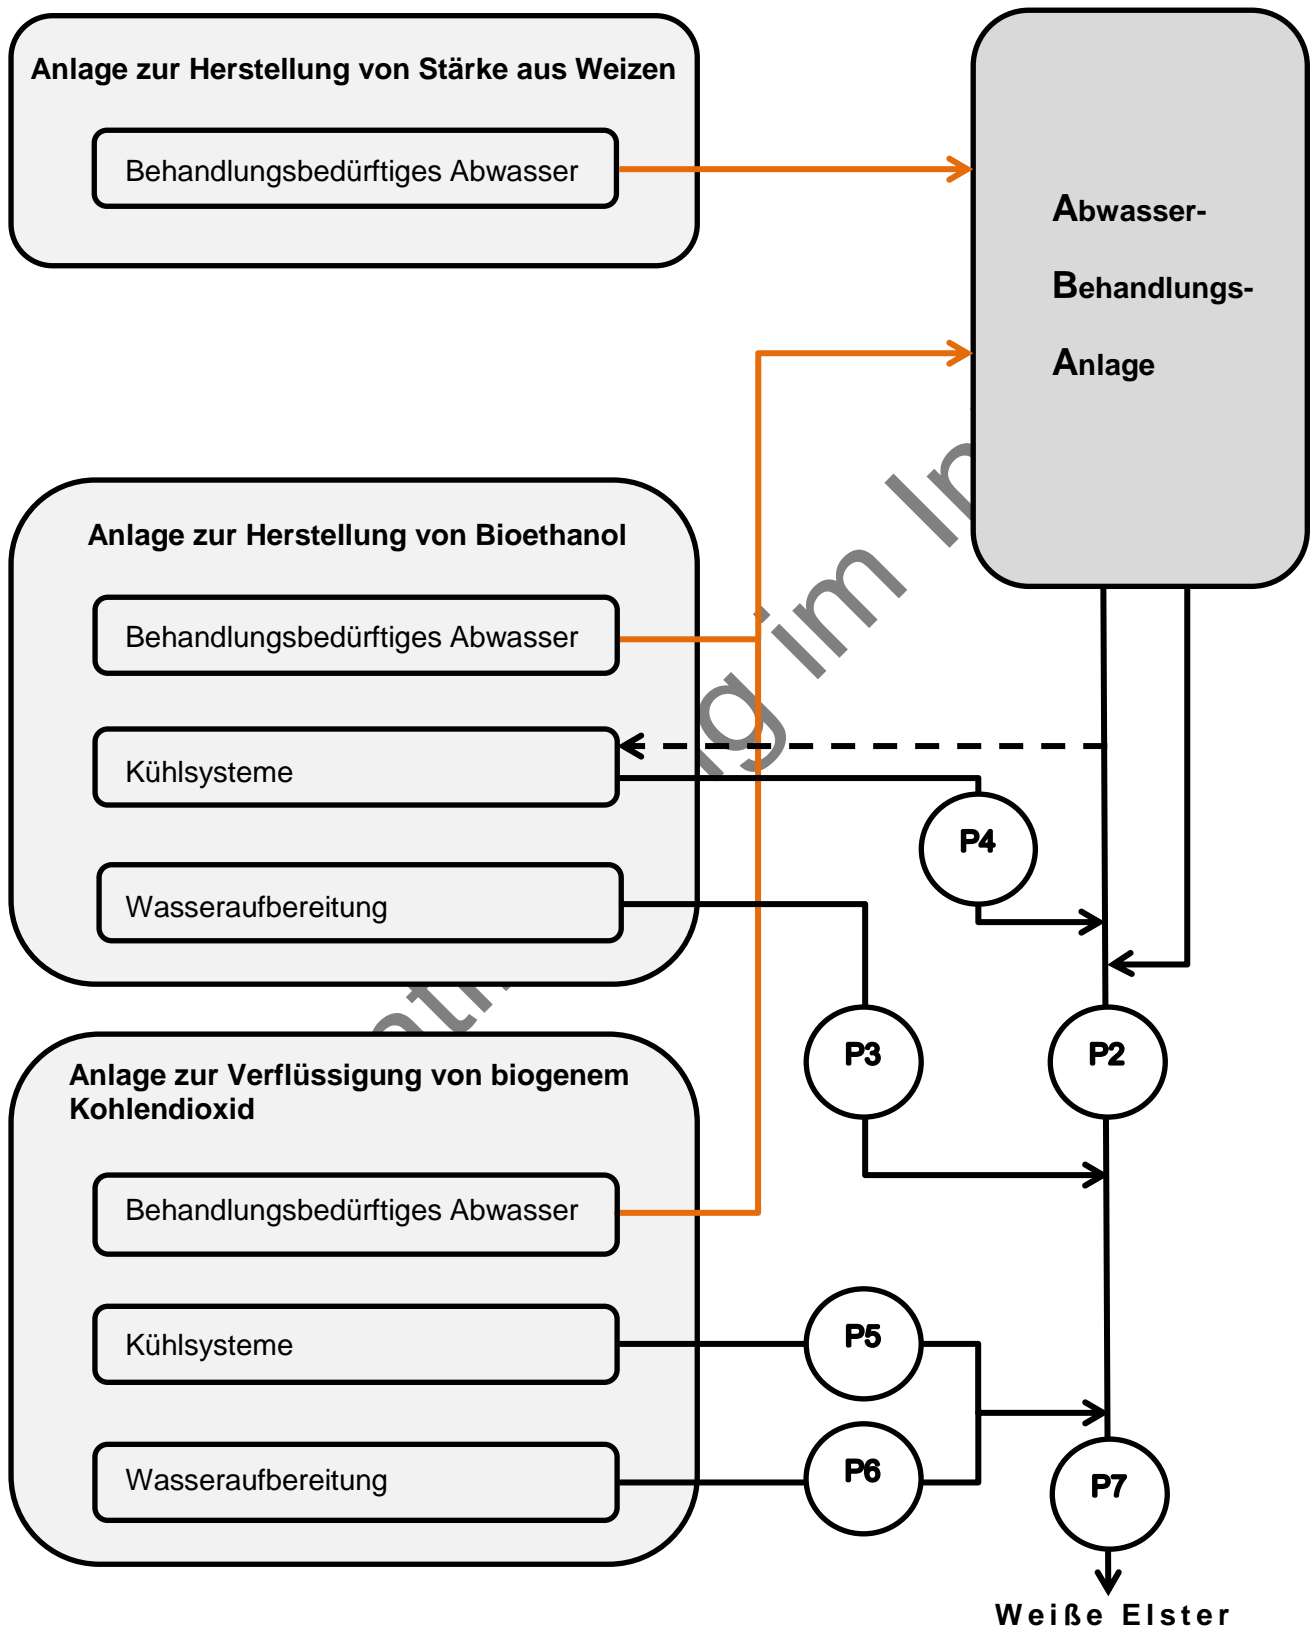 Anlage zur Herstellung von Stärke aus Weizen
Behandlungsbedürftiges Abwasser
Abwasser-
Behandlungs-
Anlage
Anlage zur Herstellung von Bioethanol
Behandlungsbedürftiges Abwasser
Kühlsysteme
Wasseraufbereitung
P4
P3
P2
Anlage zur Verflüssigung von biogenem
Kohlendioxid
Behandlungsbedürftiges Abwasser
Kühlsysteme
Wasseraufbereitung
P5
P6
P7
Weiße Elster
im